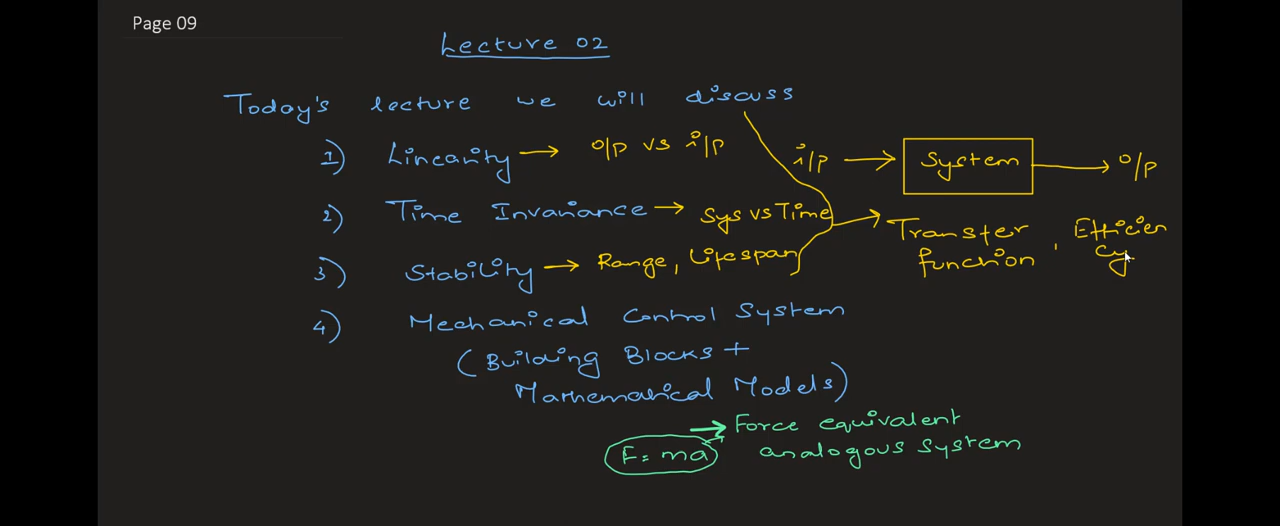 Page 09
Lecture 02
Today's lecture we will discuss
1) Linearity → o/p vs i/p
i/p → System → o/p
2) Time Invariance → Sys vs Time
Transfer function, Efficien
cy
3) Stability → Range, Lifespan
4) Mechanical Control System
(Building Blocks +
Mathematical Models)
→ Force equivalent
F = ma analogous system